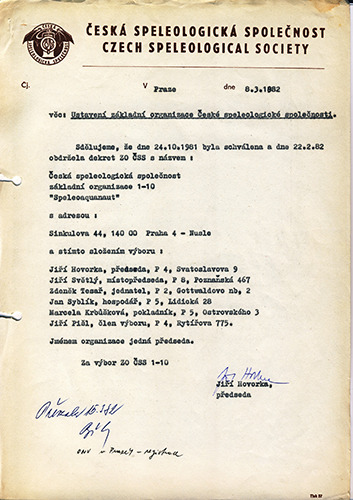 ČESKÁ SPELEOLOGICKÁ SPOLEČNOST
CZECH SPELEOLOGICAL SOCIETY
Čj. V Praze dne 8.3.1982
věc: Ustavení základní organizace České speleologické společnosti.
Sdělujeme, že dne 24.10.1981 byla schválena a dne 22.2.82
obdržela dekret ZO ČSS s názvem :
Česká speleologická společnost
základní organizace 1-10
"Speleoaquanaut"
s adresou :
Sinkulova 44, 140 00 Praha 4 - Nusle
a stímto složením výboru :
Jiří Hovorka, předseda, P 4, Svatoslavova 9
Jiří Světlý, místopředseda, P 8, Poznaňská 467
Zdeněk Tesař, jednatel, P 2, Gottwaldovo nb, 2
Jan Syblík, hospodář, P 5, Lidická 28
Marcela Krbůčková, pokladník, P 5, Ostrovského 3
Jiří Pišl, člen výboru, P 4, Rytířova 775.
Jménem organizace jedná předseda.
Za výbor ZO ČSS 1-10
Jiří Hovorka,
předseda